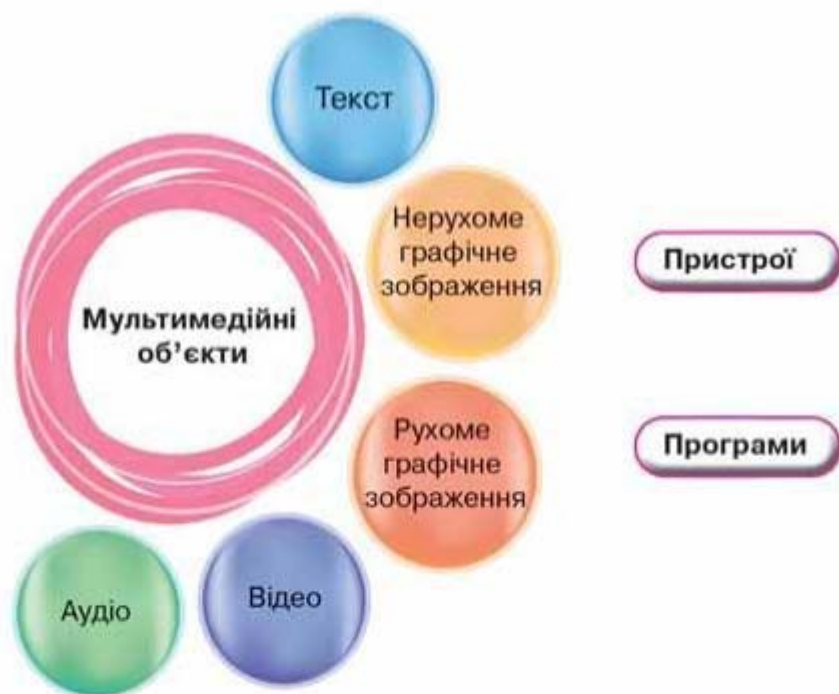 Текст
Нерухоме
графічне
зображення
Пристрої
Мультимедійні
об’єкти
Рухоме
графічне
зображення
Програми
Аудіо
Відео